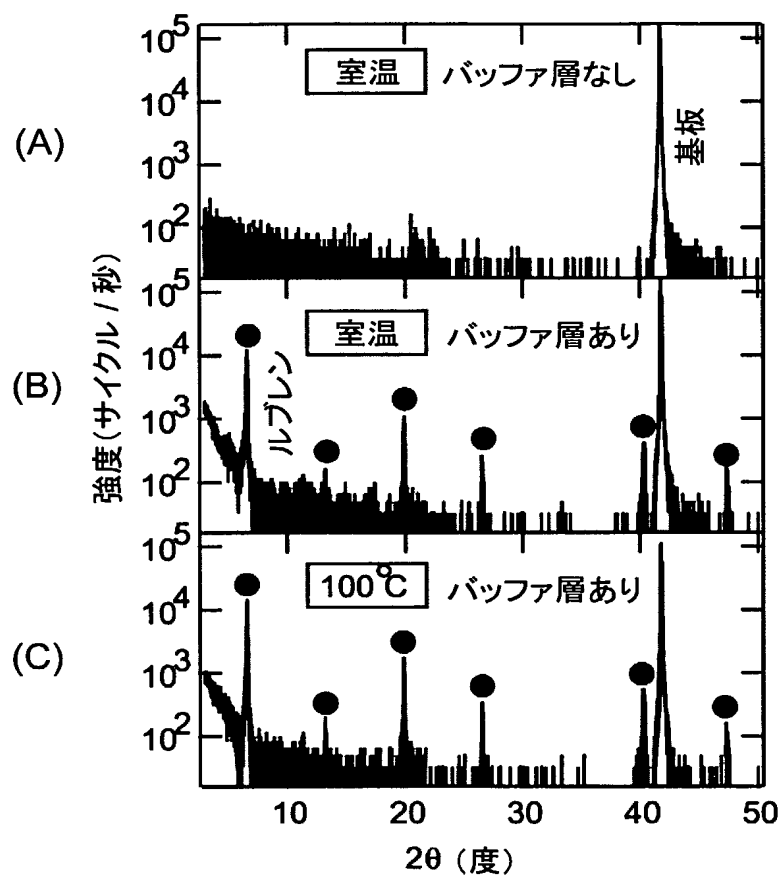 (A)
10⁵
10⁴
10³
10²
室温 バッファ層なし
基板
強度(サイクル/秒)
(B)
10⁵
10⁴
10³
10²
室温 バッファ層あり
ルブレン
(C)
10⁵
10⁴
10³
10²
100℃ バッファ層あり
10 20 30 40 50
2θ (度)